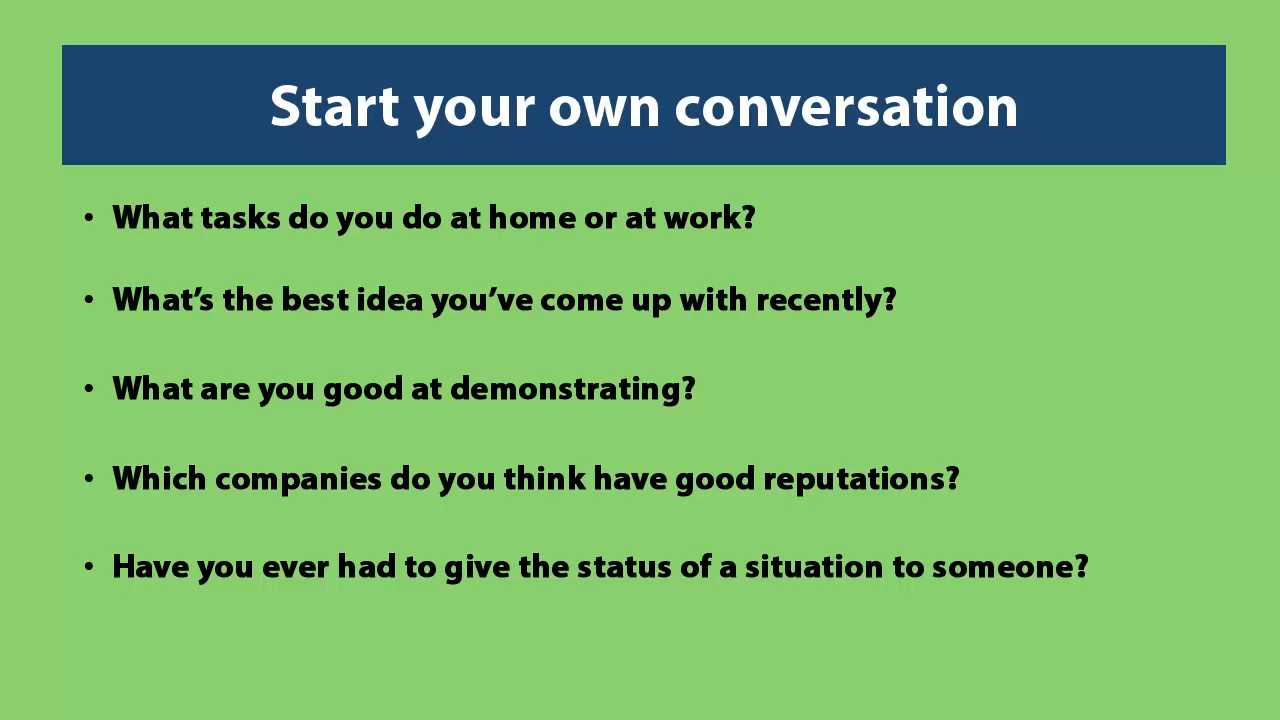 Start your own conversation
• What tasks do you do at home or at work?
• What’s the best idea you’ve come up with recently?
• What are you good at demonstrating?
• Which companies do you think have good reputations?
• Have you ever had to give the status of a situation to someone?